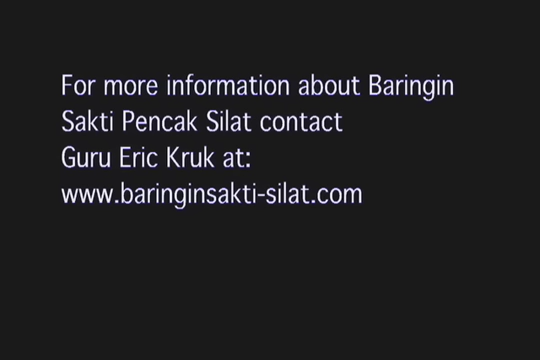 For more information about Baringin
Sakti Pencak Silat contact
Guru Eric Kruk at:
www.baringinsakti-silat.com